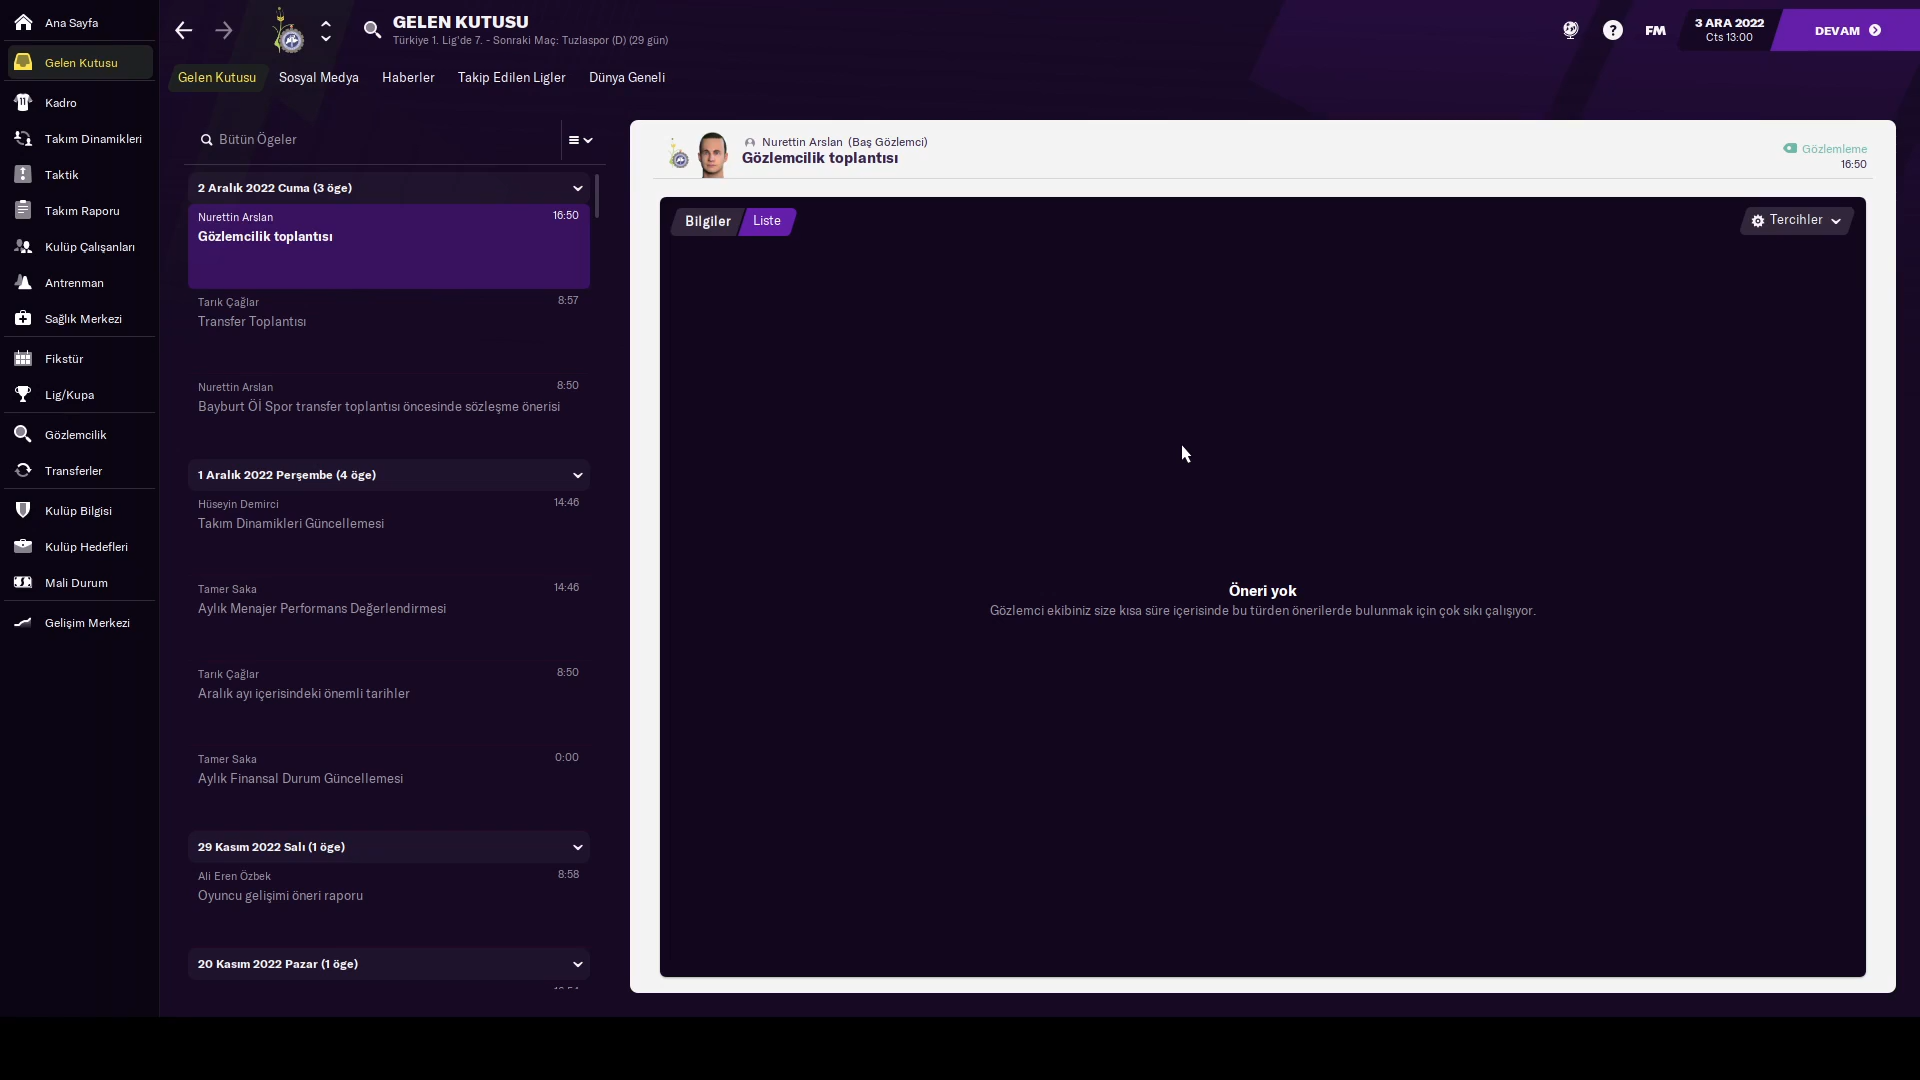 Ana Sayfa
Gelen Kutusu
Kadro
Takım Dinamikleri
Taktik
Takım Raporu
Kulüp Çalışanları
Antrenman
Sağlık Merkezi
Fikstür
Lig/Kupa
Gözlemcilik
Transferler
Kulüp Bilgisi
Kulüp Hedefleri
Mali Durum
Gelişim Merkezi
GELEN KUTUSU
Türkiye 1. Lig'de 7. - Sonraki Maç: Tuzlaspor (D) (29 gün)
FM
3 ARA 2022
Cts 13:00
DEVAM
Gelen Kutusu Sosyal Medya Haberler Takip Edilen Ligler Dünya Geneli
Bütün Ögeler
2 Aralık 2022 Cuma (3 öge)
Nurettin Arslan 16:50
Gözlemcilik toplantısı
Tarık Çağlar 8:57
Transfer Toplantısı
Nurettin Arslan 8:50
Bayburt Öİ Spor transfer toplantısı öncesinde sözleşme önerisi
1 Aralık 2022 Perşembe (4 öge)
Hüseyin Demirci 14:46
Takım Dinamikleri Güncellemesi
Tamer Saka 14:46
Aylık Menajer Performans Değerlendirmesi
Tarık Çağlar 8:50
Aralık ayı içerisindeki önemli tarihler
Tamer Saka 0:00
Aylık Finansal Durum Güncellemesi
29 Kasım 2022 Salı (1 öge)
Ali Eren Özbek 8:58
Oyuncu gelişimi öneri raporu
20 Kasım 2022 Pazar (1 öge)
Nurettin Arslan (Baş Gözlemci)
Gözlemcilik toplantısı
Gözlemleme
16:50
Bilgiler Liste
Tercihler
Öneri yok
Gözlemci ekibiniz size kısa süre içerisinde bu türden önerilerde bulunmak için çok sıkı çalışıyor.